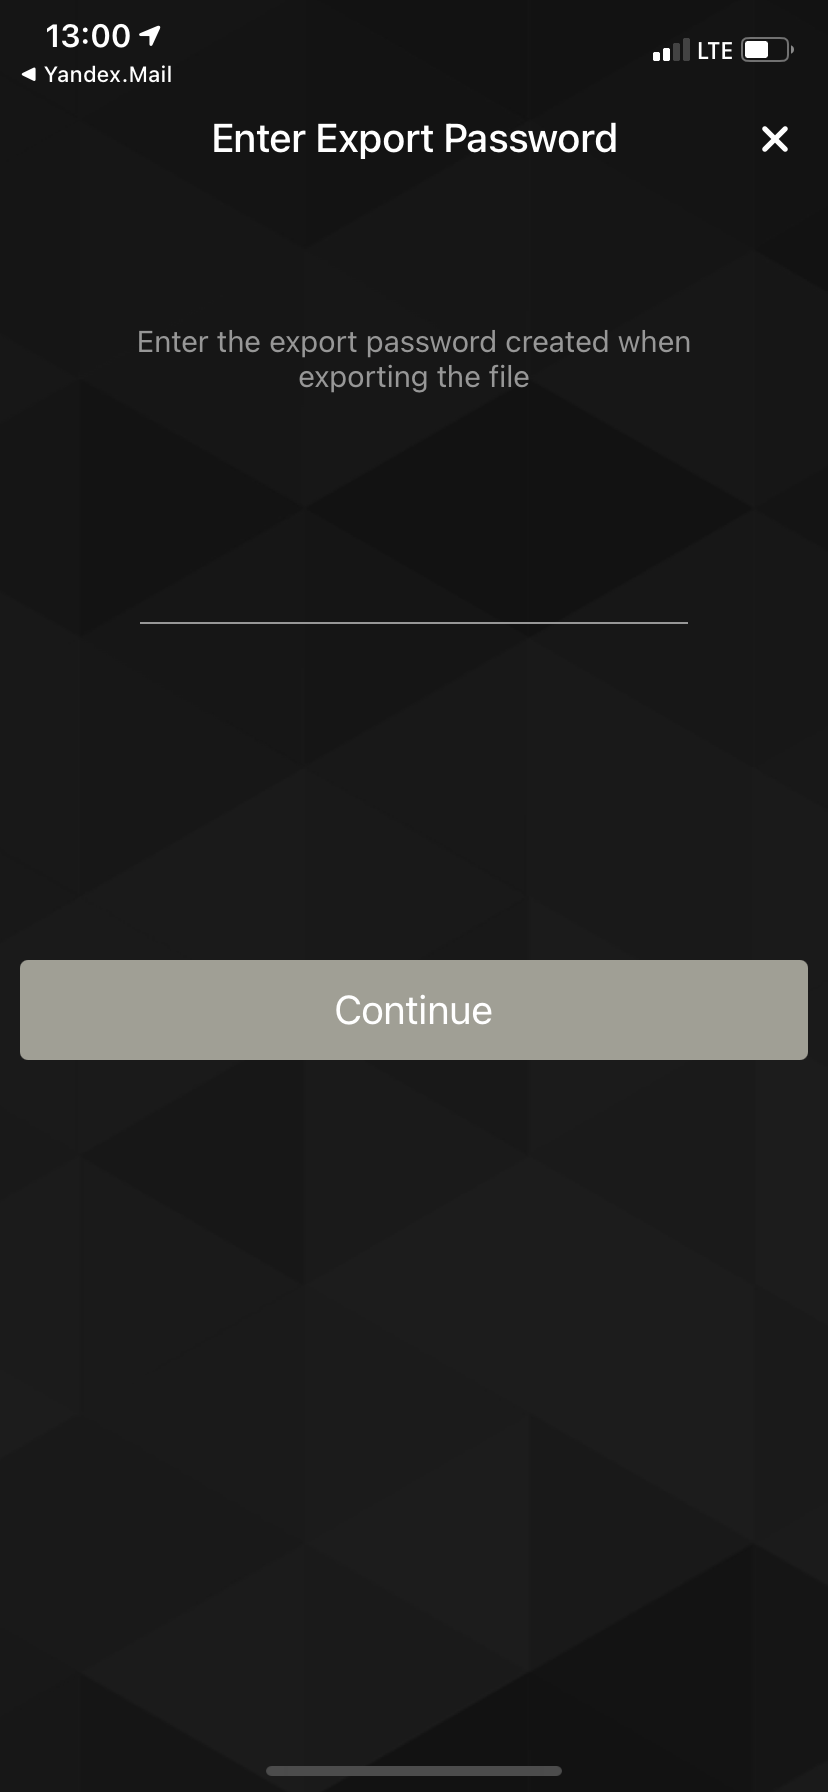 13:00
LTE
Yandex.Mail
Enter Export Password
Enter the export password created when
exporting the file
Continue